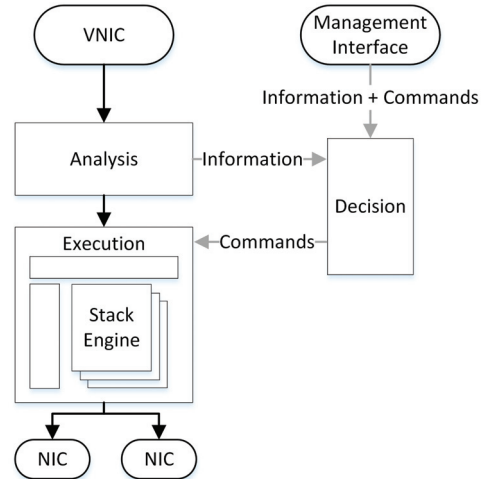 VNIC
Management
Interface
Information + Commands
Analysis
Information
Decision
Execution
Commands
Stack
Engine
NIC
NIC